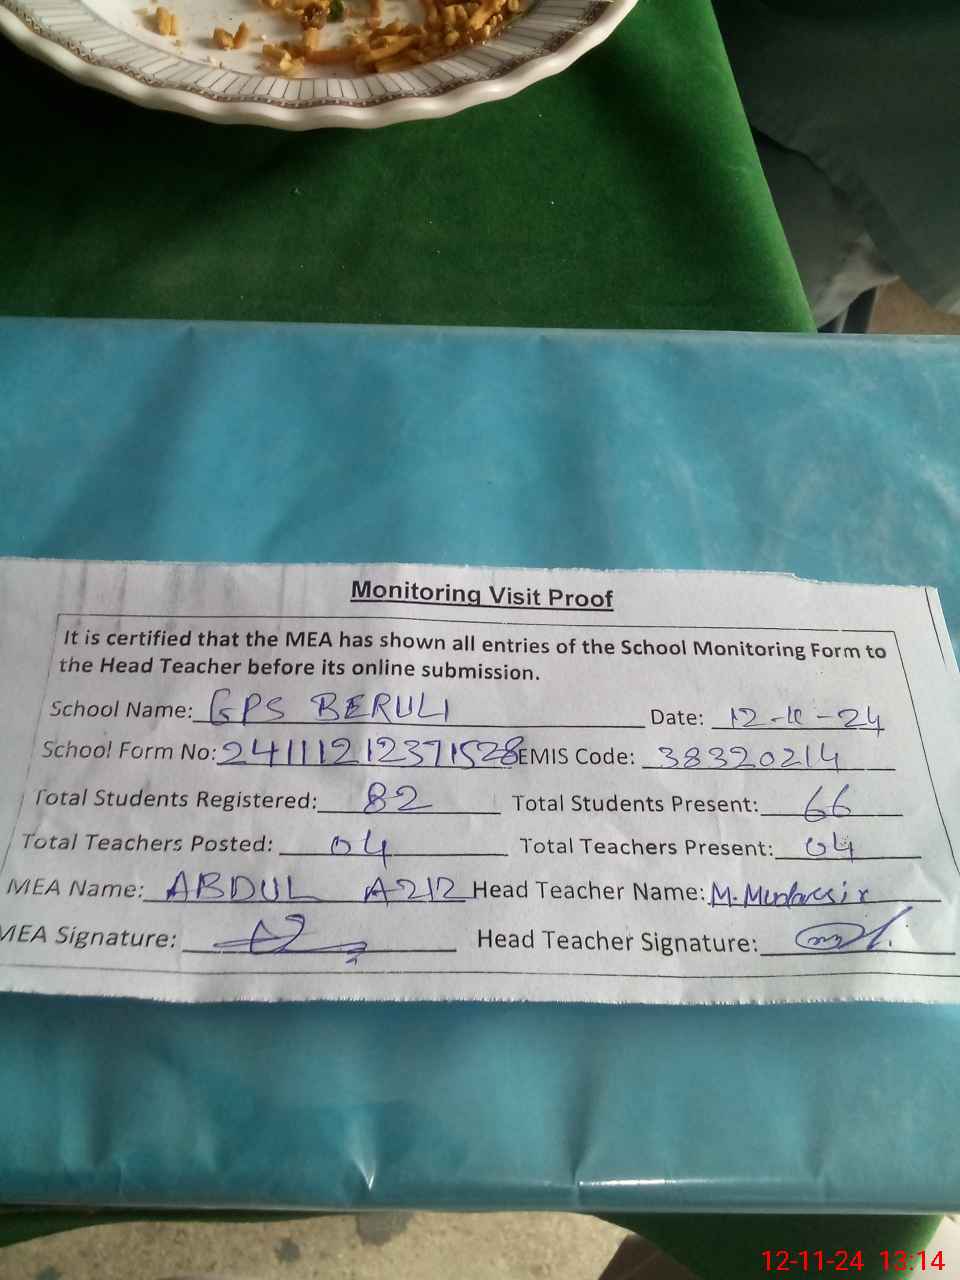 Monitoring Visit Proof
It is certified that the MEA has shown all entries of the School Monitoring Form to
the Head Teacher before its online submission.
School Name: GPS BERULI Date: 12-11-24
School Form No: 24111212371528 EMIS Code: 38320214
Total Students Registered: 82 Total Students Present: 66
Total Teachers Posted: 04 Total Teachers Present: 04
MEA Name: ABDUL AZIZ Head Teacher Name: M. Mudassir
MEA Signature: Head Teacher Signature:
12-11-24 13:14